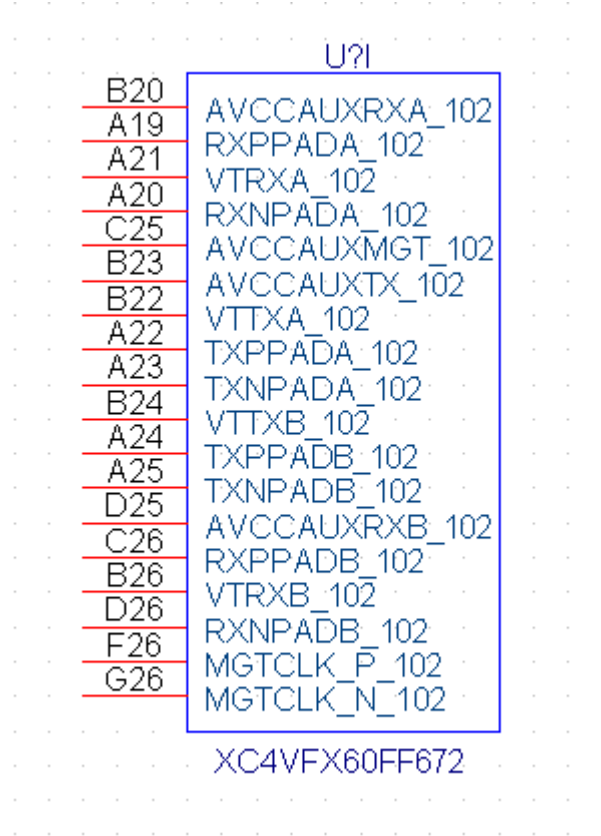 U?I
B20 AVCCAUXRXA_102
A19 RXPPADA_102
A21 VTRXA_102
A20 RXNPADA_102
C25 AVCCAUXMGT_102
B23 AVCCAUXTX_102
B22 VTTXA_102
A22 TXPPADA_102
A23 TXNPADA_102
B24 VTTXB_102
A24 TXPPADB_102
A25 TXNPADB_102
D25 AVCCAUXRXB_102
C26 RXPPADB_102
B26 VTRXB_102
D26 RXNPADB_102
F26 MGTCLK_P_102
G26 MGTCLK_N_102
XC4VFX60FF672